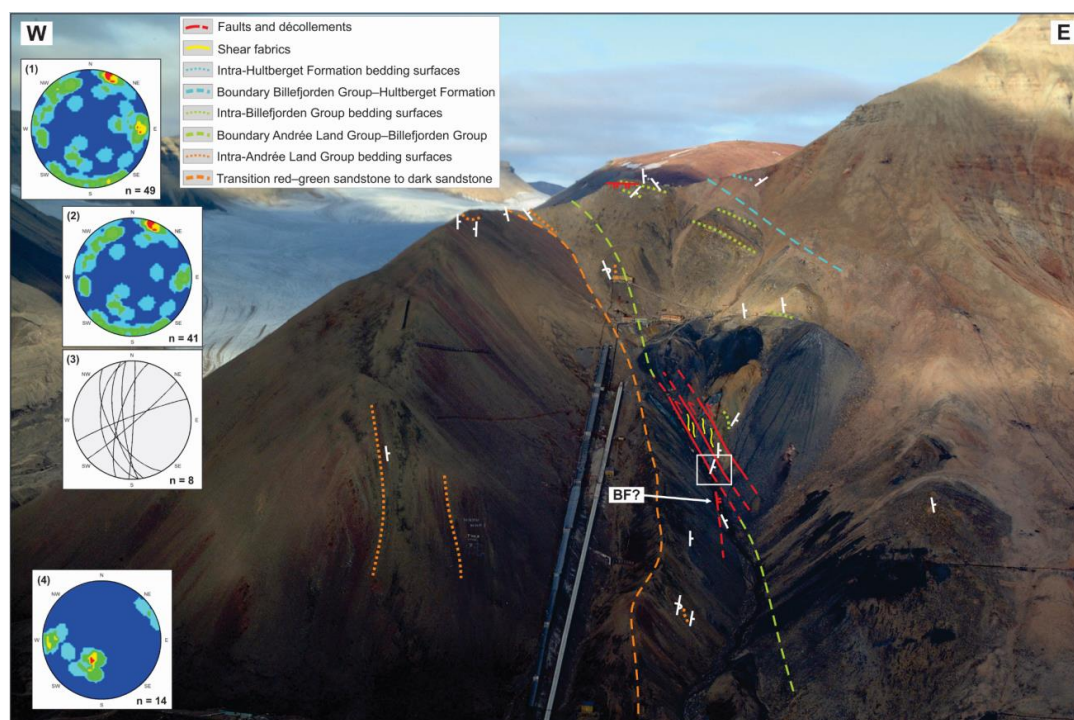 W
E
Faults and décollements
Shear fabrics
Intra-Hultberget Formation bedding surfaces
Boundary Billefjorden Group–Hultberget Formation
Intra-Billefjorden Group bedding surfaces
Boundary Andrée Land Group–Billefjorden Group
Intra-Andrée Land Group bedding surfaces
Transition red–green sandstone to dark sandstone
(1)
N
NW
NE
W
E
SW
SE
S
n = 49
(2)
N
NW
NE
W
E
SW
SE
S
n = 41
(3)
N
NW
NE
W
E
SW
SE
S
n = 8
BF?
(4)
N
NW
NE
W
E
SW
SE
S
n = 14